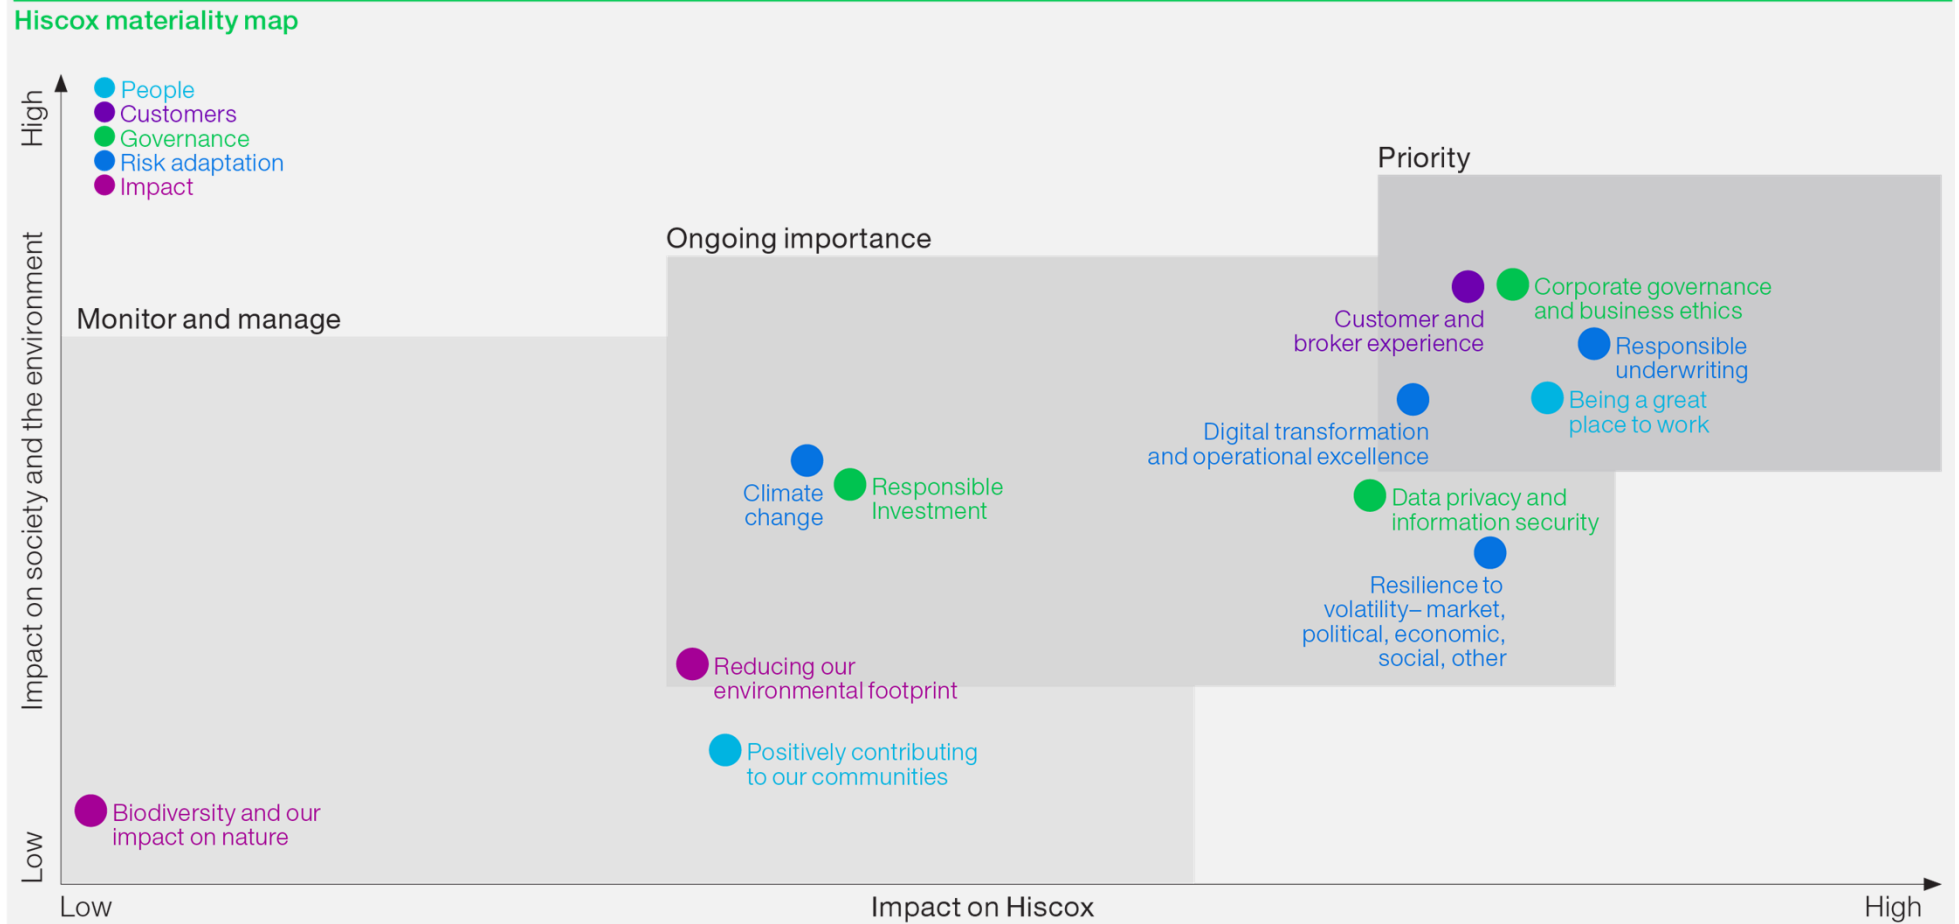 Hiscox materiality map
High
People
Customers
Governance
Risk adaptation
Impact
Priority
Ongoing importance
Monitor and manage
Impact on society and the environment
Customer and
broker experience
Corporate governance
and business ethics
Responsible
underwriting
Being a great
place to work
Digital transformation
and operational excellence
Climate
change
Responsible
Investment
Data privacy and
information security
Resilience to
volatility– market,
political, economic,
social, other
Reducing our
environmental footprint
Positively contributing
to our communities
Biodiversity and our
impact on nature
Low
Low
Impact on Hiscox
High